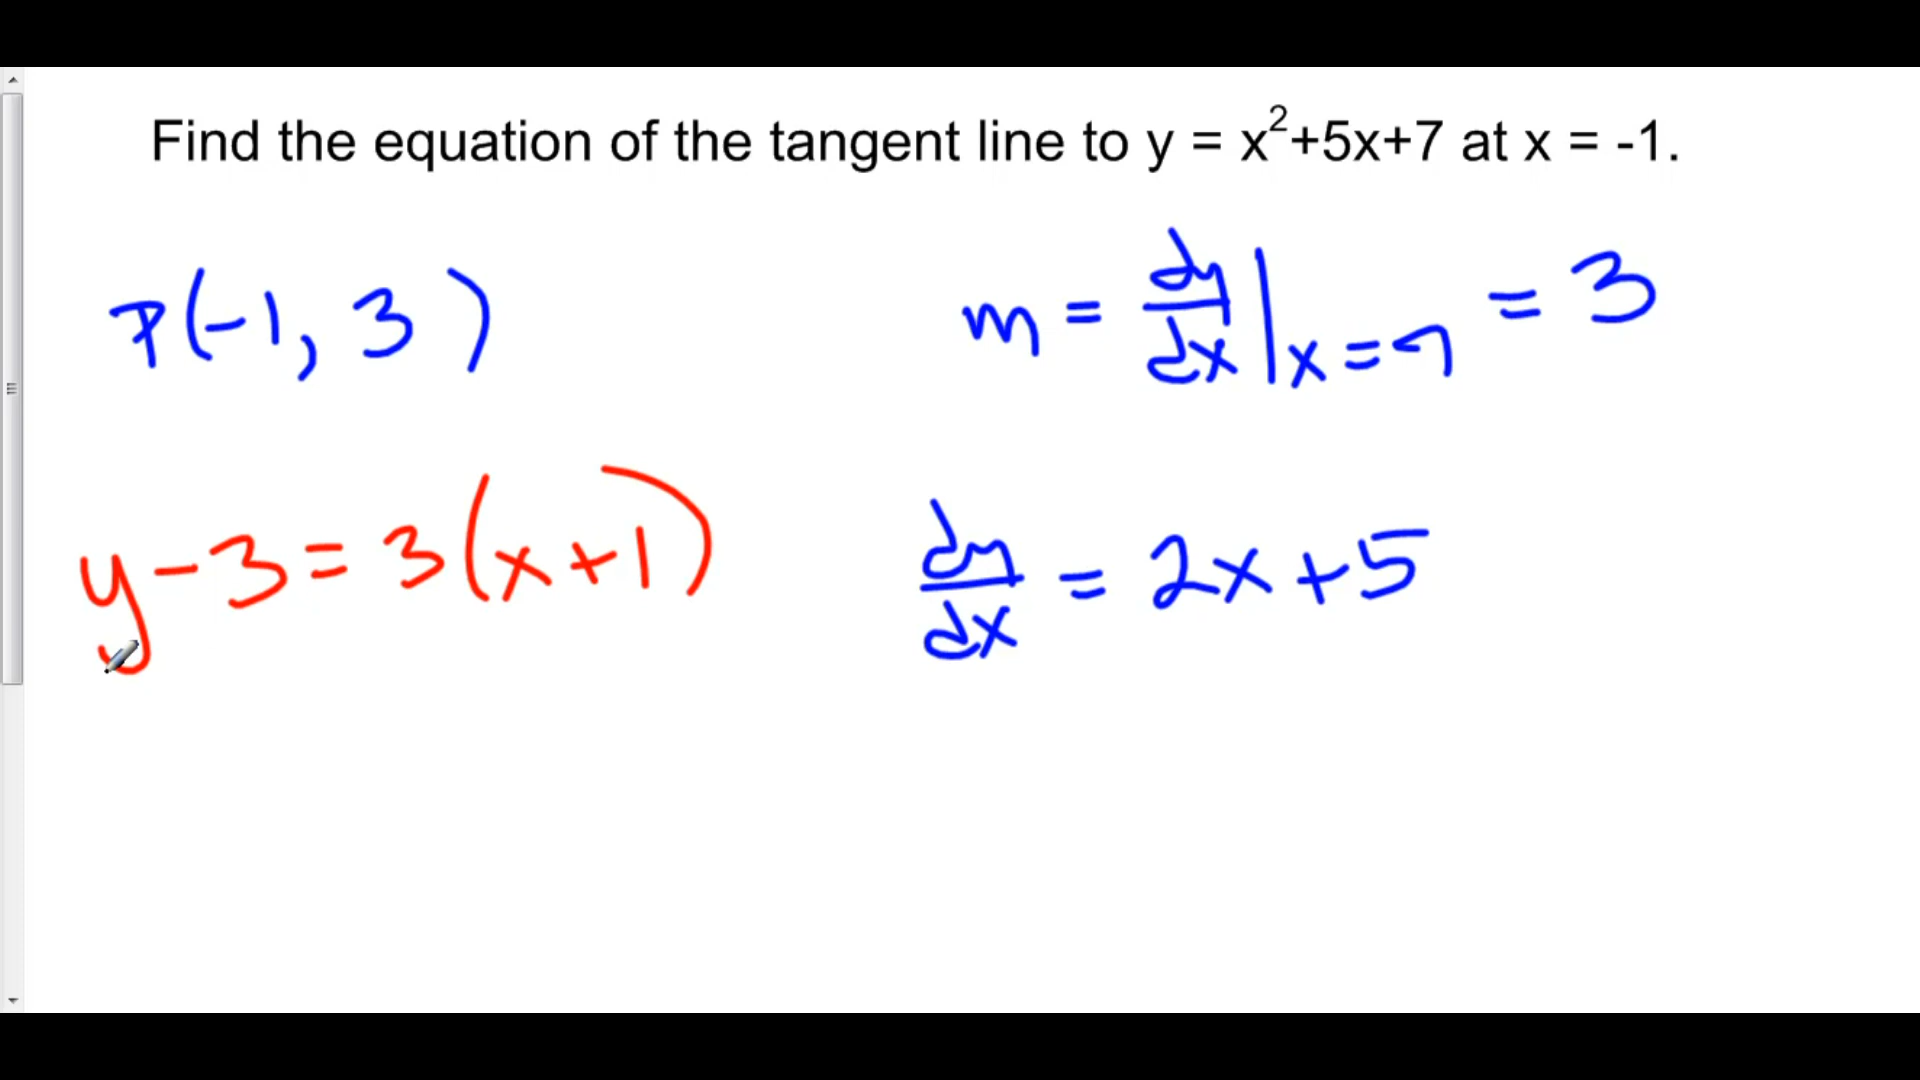 Find the equation of the tangent line to y = x²+5x+7 at x = -1.
P(-1, 3)
m = dy/dx | x = -1 = 3
y - 3 = 3(x+1)
dy/dx = 2x + 5